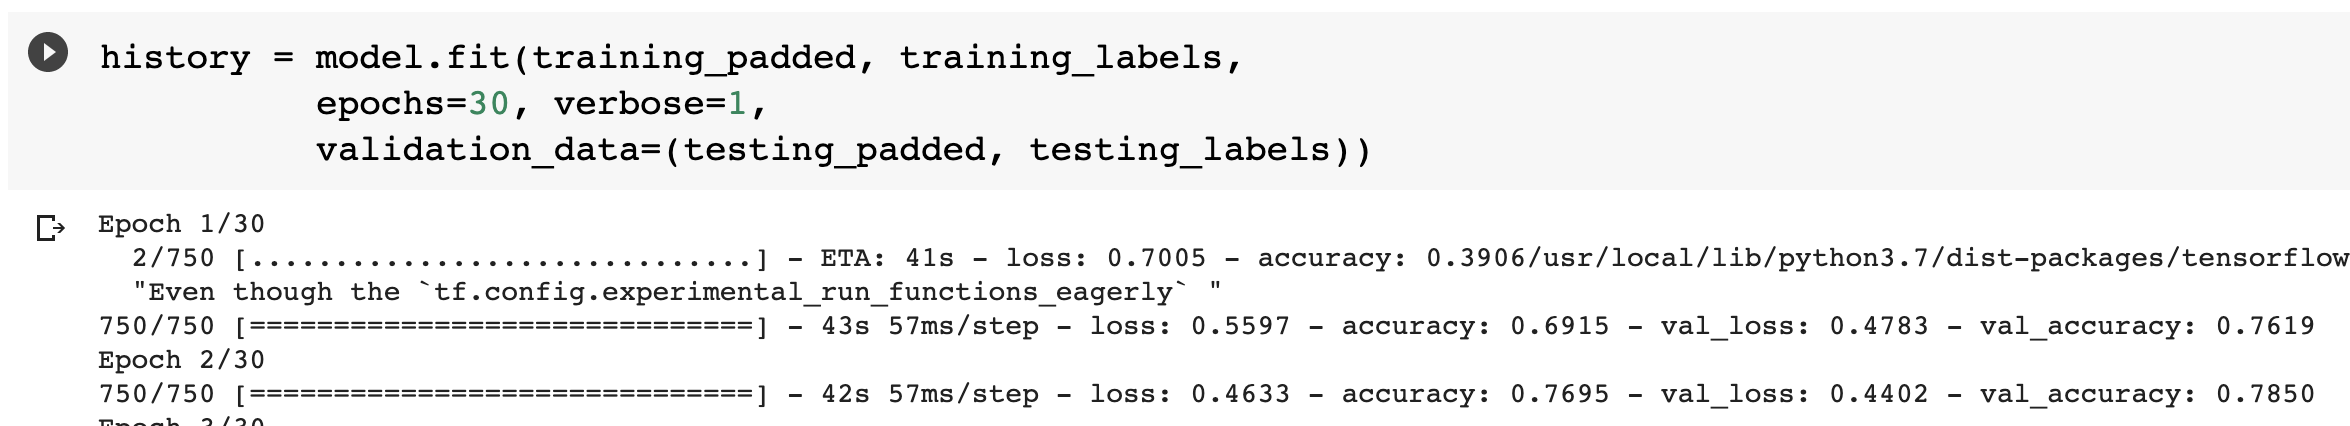 history = model.fit(training_padded, training_labels,
epochs=30, verbose=1,
validation_data=(testing_padded, testing_labels))
Epoch 1/30
2/750 [..............................] - ETA: 41s - loss: 0.7005 - accuracy: 0.3906/usr/local/lib/python3.7/dist-packages/tensorflow
"Even though the `tf.config.experimental_run_functions_eagerly` "
750/750 [==============================] - 43s 57ms/step - loss: 0.5597 - accuracy: 0.6915 - val_loss: 0.4783 - val_accuracy: 0.7619
Epoch 2/30
750/750 [==============================] - 42s 57ms/step - loss: 0.4633 - accuracy: 0.7695 - val_loss: 0.4402 - val_accuracy: 0.7850
Epoch 3/30